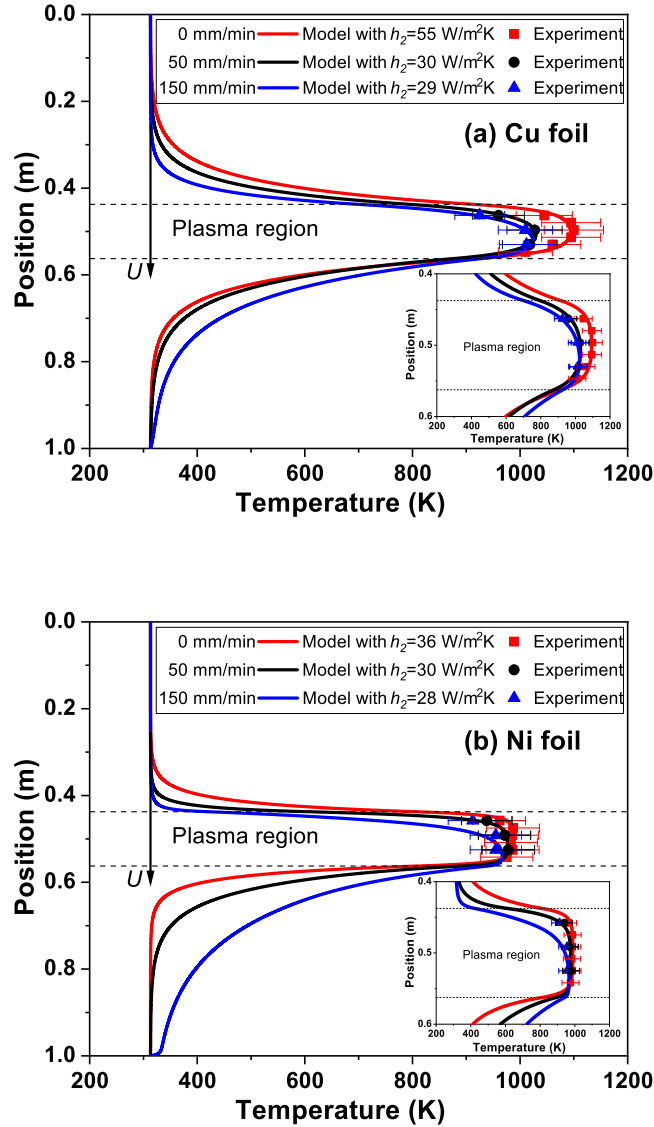 0.0
0.2
0.4
0.6
0.8
1.0
Position (m)
0 mm/min Model with h2=55 W/m2K Experiment
50 mm/min Model with h2=30 W/m2K Experiment
150 mm/min Model with h2=29 W/m2K Experiment
(a) Cu foil
Plasma region
U
0.4
0.5
0.6
Position (m)
Plasma region
200 400 600 800 1000 1200
Temperature (K)
200 400 600 800 1000 1200
Temperature (K)
0.0
0.2
0.4
0.6
0.8
1.0
Position (m)
0 mm/min Model with h2=36 W/m2K Experiment
50 mm/min Model with h2=30 W/m2K Experiment
150 mm/min Model with h2=28 W/m2K Experiment
(b) Ni foil
Plasma region
U
0.4
0.5
0.6
Position (m)
Plasma region
200 400 600 800 1000 1200
Temperature (K)
200 400 600 800 1000 1200
Temperature (K)